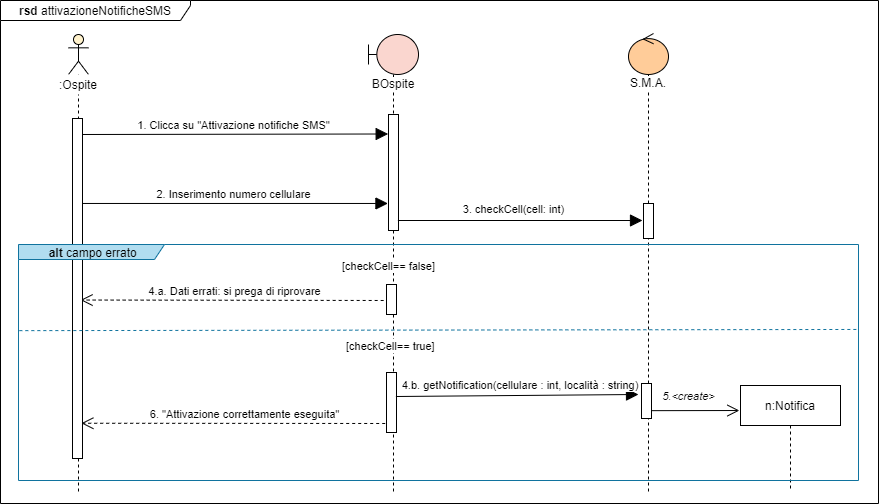 rsd attivazioneNotificheSMS
:Ospite
BOspite
S.M.A.
1. Clicca su "Attivazione notifiche SMS"
2. Inserimento numero cellulare
3. checkCell(cell: int)
alt campo errato
[checkCell== false]
4.a. Dati errati: si prega di riprovare
[checkCell== true]
4.b. getNotification(cellulare : int, località : string)
5.<create>
n:Notifica
6. "Attivazione correttamente eseguita"